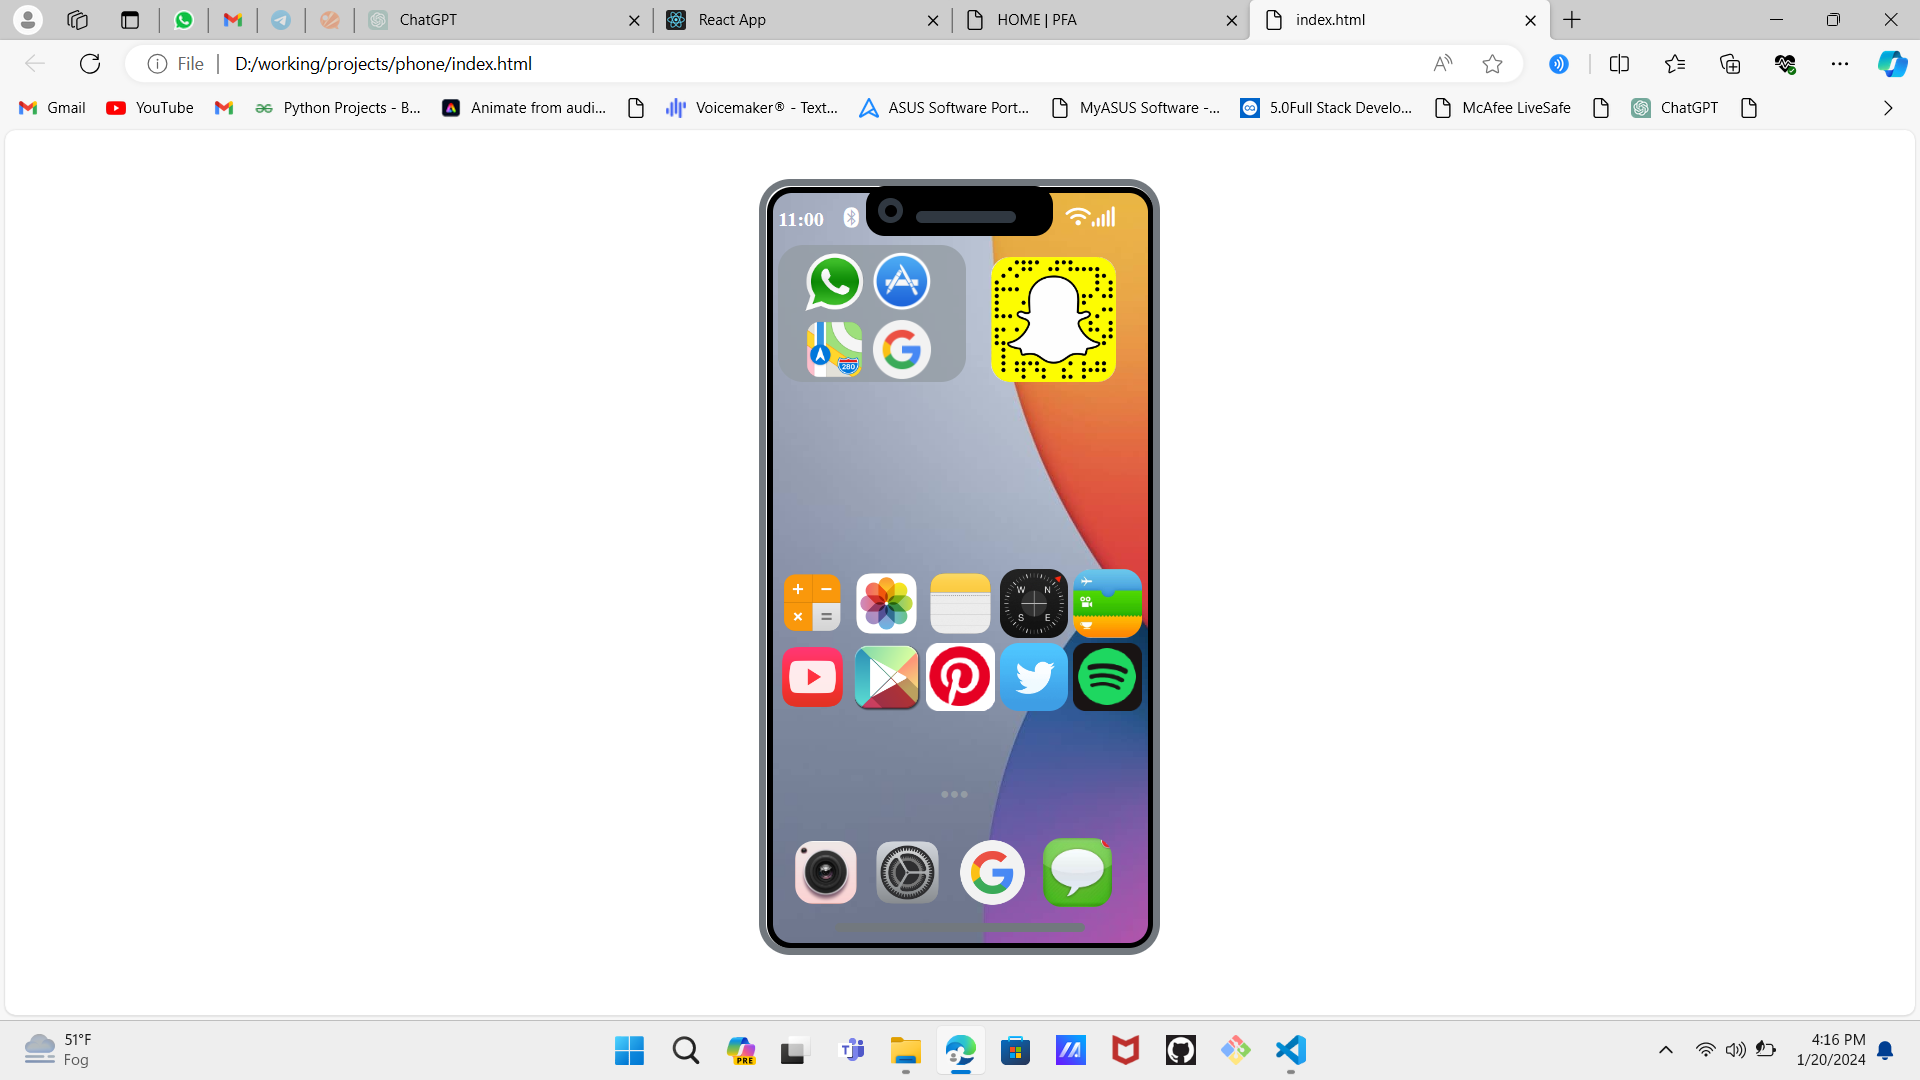 ChatGPT
React App
HOME | PFA
index.html
File
D:/working/projects/phone/index.html
Gmail
YouTube
Python Projects - B...
Animate from audi...
Voicemaker® - Text...
ASUS Software Port...
MyASUS Software -...
5.0Full Stack Develo...
McAfee LiveSafe
ChatGPT
11:00
280
W N
S E
51°F
Fog
PRE
4:16 PM
1/20/2024